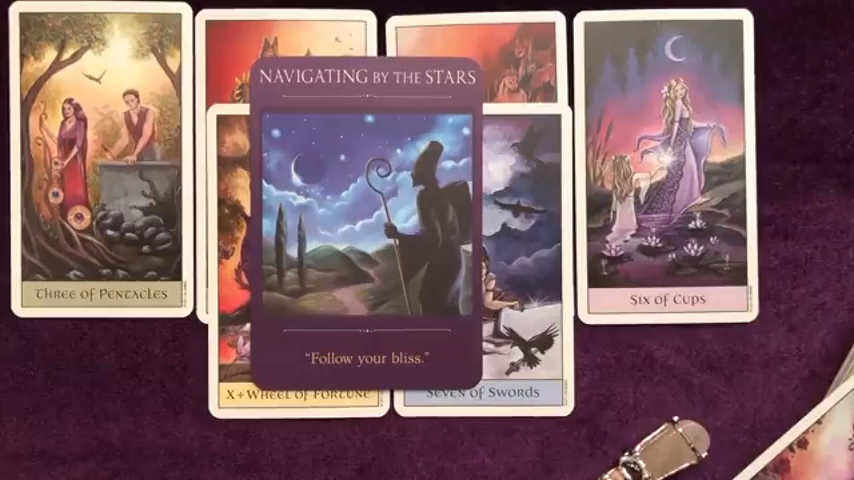 NAVIGATING BY THE STARS
Three of Pentacles
Six of Cups
"Follow your bliss."
X + Wheel of Fortune
Seven of Swords